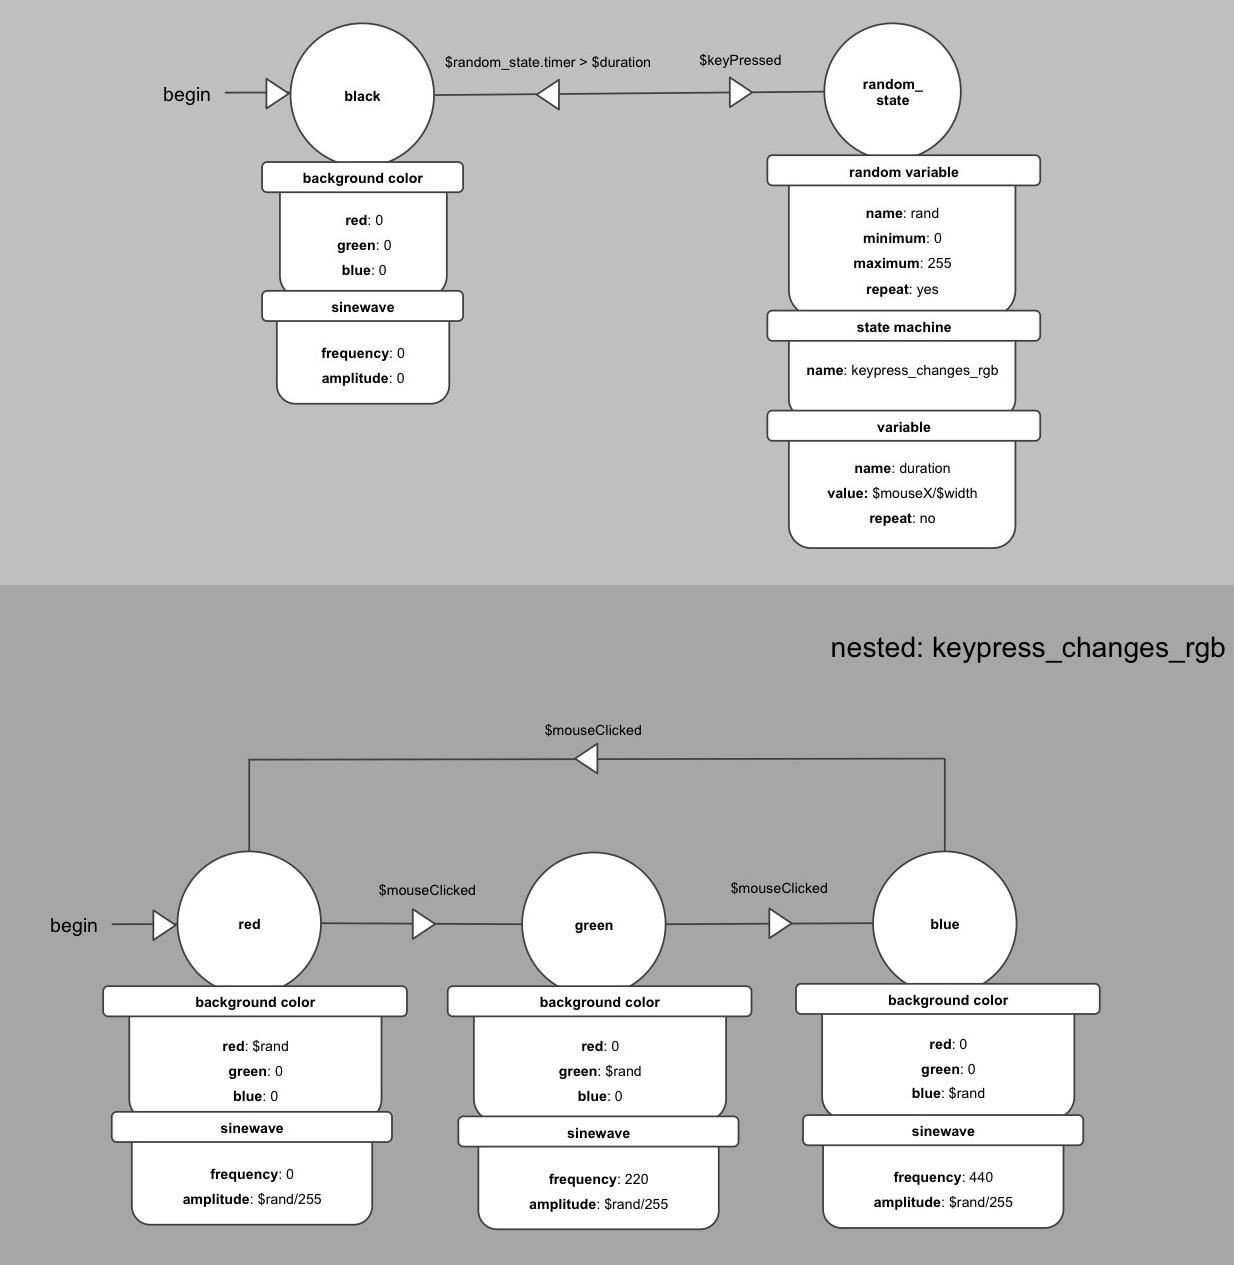 $random_state.timer > $duration
$keyPressed
begin
black
random_
state
background color
red: 0
green: 0
blue: 0
sinewave
frequency: 0
amplitude: 0
random variable
name: rand
minimum: 0
maximum: 255
repeat: yes
state machine
name: keypress_changes_rgb
variable
name: duration
value: $mouseX/$width
repeat: no
nested: keypress_changes_rgb
$mouseClicked
begin
red
$mouseClicked
green
$mouseClicked
blue
background color
red: $rand
green: 0
blue: 0
sinewave
frequency: 0
amplitude: $rand/255
background color
red: 0
green: $rand
blue: 0
sinewave
frequency: 220
amplitude: $rand/255
background color
red: 0
green: 0
blue: $rand
sinewave
frequency: 440
amplitude: $rand/255